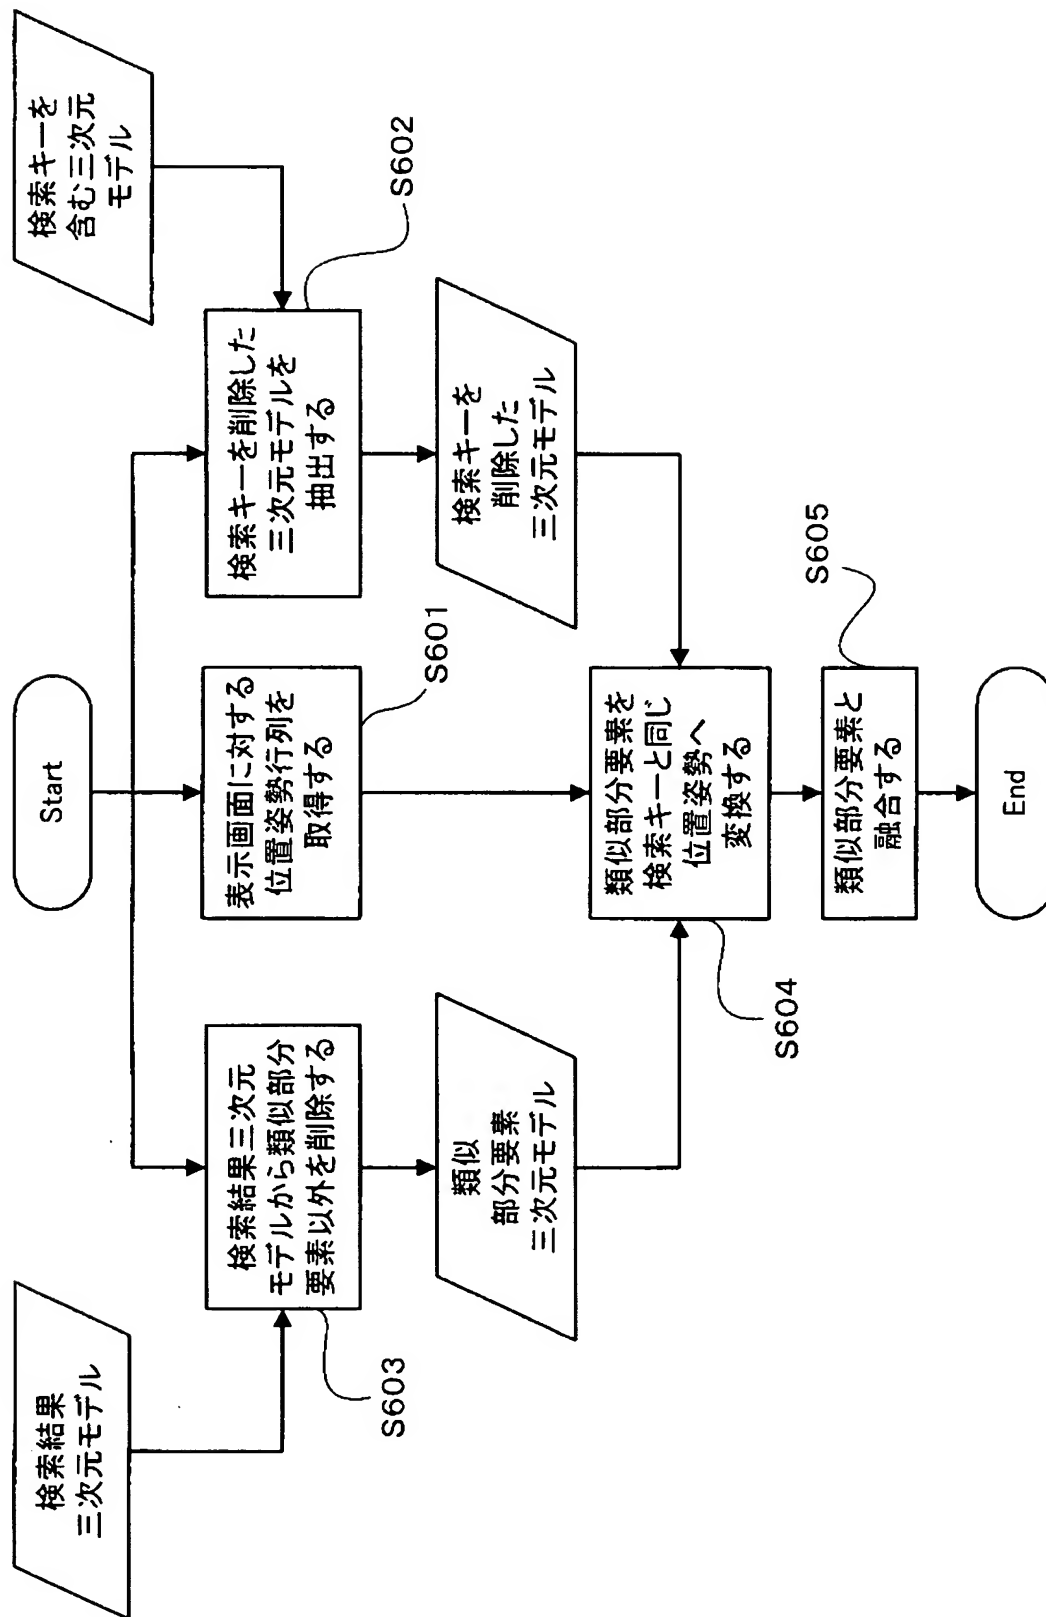 Start
検索結果
三次元モデル
検索キーを
含む三次元
モデル
検索結果三次元
モデルから類似部分
要素以外を削除する
S603
表示画面に対する
位置姿勢行列を
取得する
S601
検索キーを削除した
三次元モデルを
抽出する
S602
類似
部分要素
三次元モデル
検索キーを
削除した
三次元モデル
類似部分要素を
検索キーと同じ
位置姿勢へ
変換する
S604
類似部分要素と
融合する
S605
End